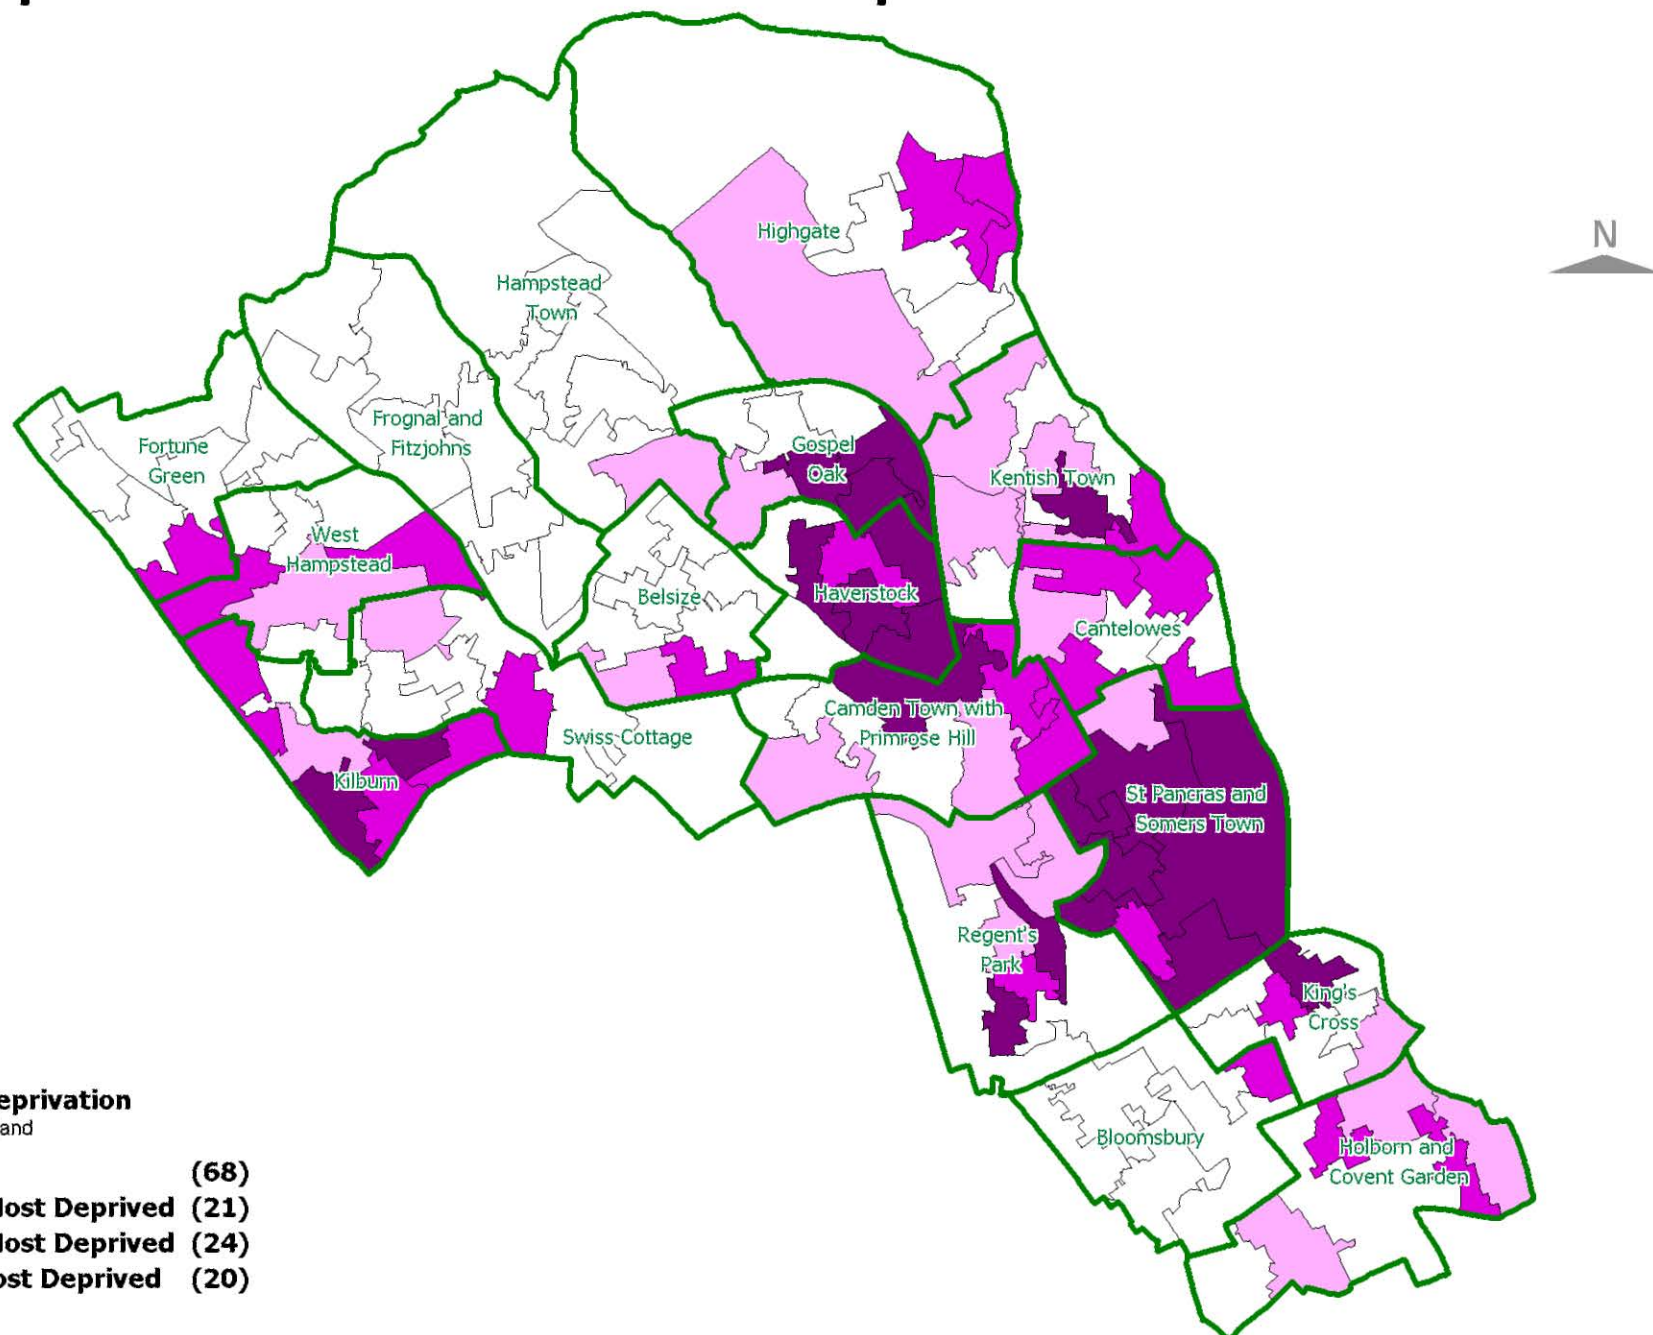 N
Highgate
Hampstead
Town
Frognal and
Fitzjohns
Fortune
Green
Gospel
Oak
Kentish Town
West
Hampstead
Belsize
Haverstock
Cantelowes
Camden Town with
Primrose Hill
Swiss Cottage
Kilburn
St Pancras and
Somers Town
Regent's
Park
King's
Cross
Bloomsbury
Holborn and
Covent Garden
eprivation
and
(68)
ost Deprived (21)
ost Deprived (24)
ost Deprived (20)